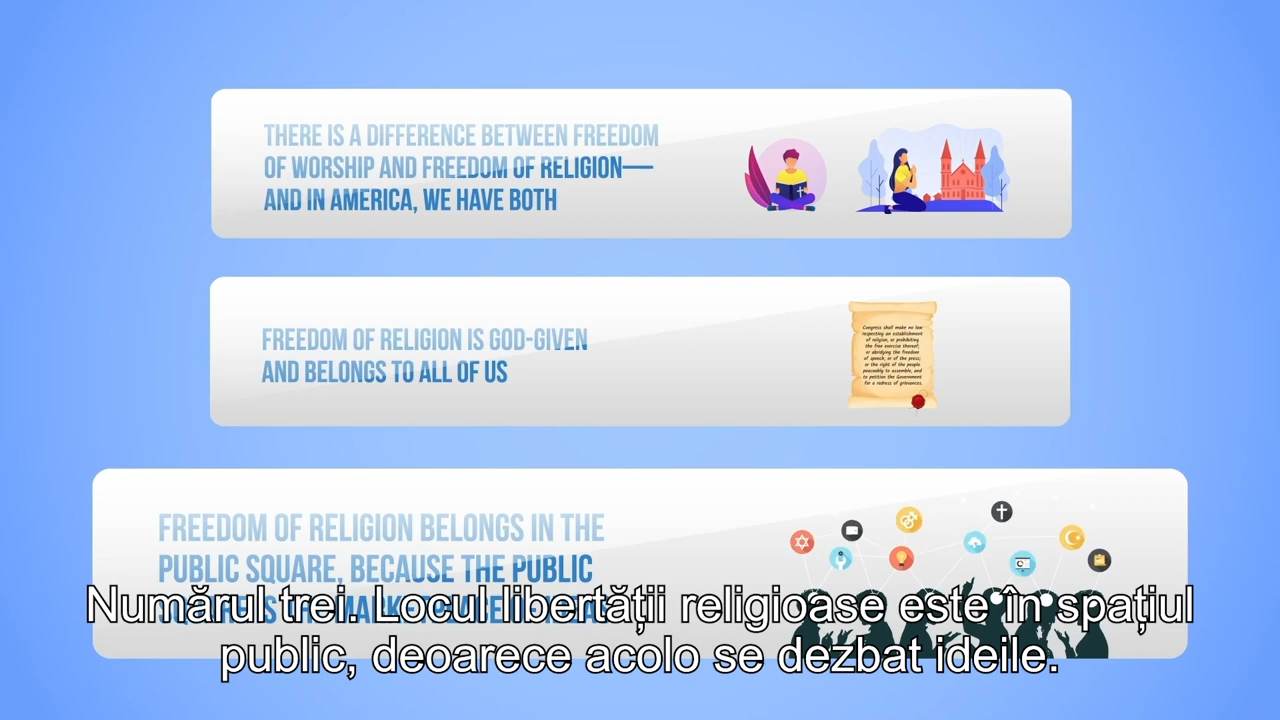 THERE IS A DIFFERENCE BETWEEN FREEDOM
OF WORSHIP AND FREEDOM OF RELIGION—
AND IN AMERICA, WE HAVE BOTH
FREEDOM OF RELIGION IS GOD-GIVEN
AND BELONGS TO ALL OF US
Congress shall make no law
respecting an establishment
of religion, or prohibiting
the free exercise thereof;
or abridging the freedom
of speech, or of the press;
or the right of the people
peaceably to assemble, and
to petition the Government
for a redress of grievances.
FREEDOM OF RELIGION BELONGS IN THE
PUBLIC SQUARE, BECAUSE THE PUBLIC
Numărul trei. Locul libertății religioase este în spațiul
public, deoarece acolo se dezbat ideile.